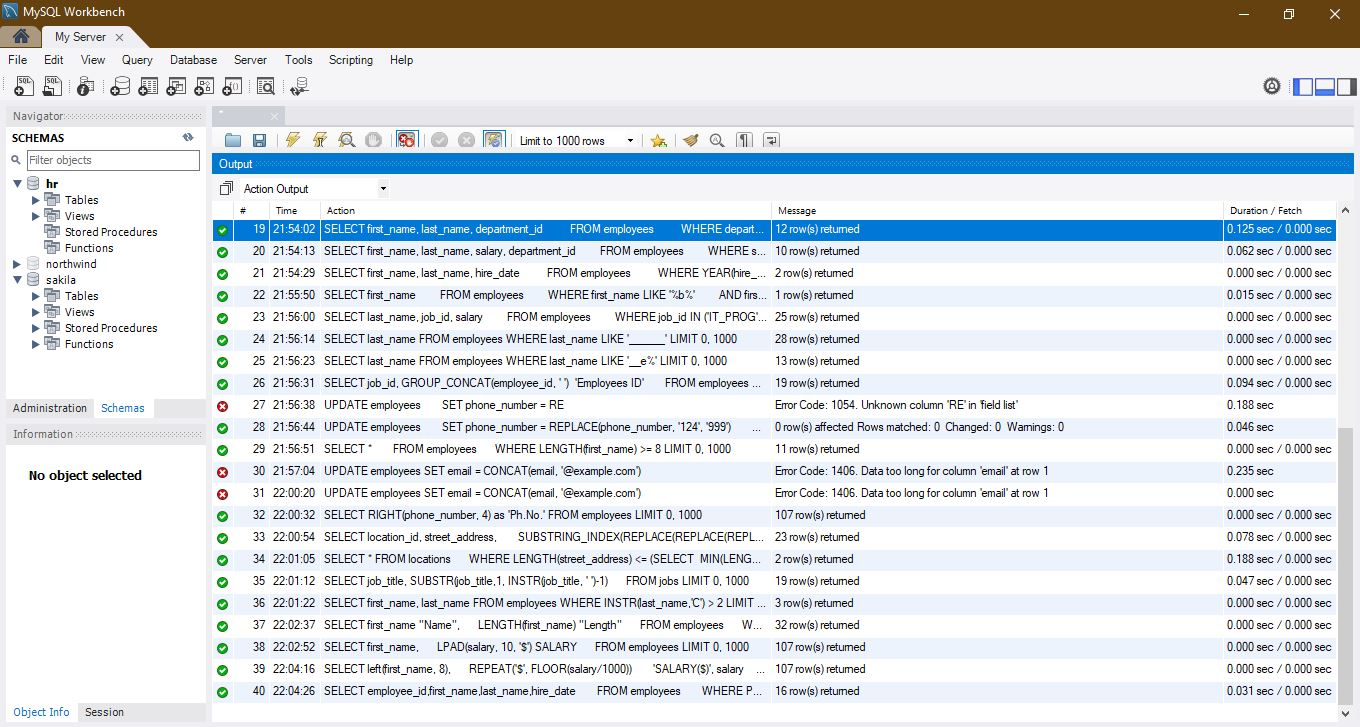 MySQL Workbench
My Server
File Edit View Query Database Server Tools Scripting Help
Navigator
SCHEMAS
Filter objects
hr
Tables
Views
Stored Procedures
Functions
northwind
sakila
Tables
Views
Stored Procedures
Functions
Administration Schemas
Information
No object selected
Object Info Session
Limit to 1000 rows
Output
Action Output
# Time Action Message Duration / Fetch
19 21:54:02 SELECT first_name, last_name, department_id FROM employees WHERE depart... 12 row(s) returned 0.125 sec / 0.000 sec
20 21:54:13 SELECT first_name, last_name, salary, department_id FROM employees WHERE s... 10 row(s) returned 0.062 sec / 0.000 sec
21 21:54:29 SELECT first_name, last_name, hire_date FROM employees WHERE YEAR(hire_... 2 row(s) returned 0.000 sec / 0.000 sec
22 21:55:50 SELECT first_name FROM employees WHERE first_name LIKE '%b%' AND firs... 1 row(s) returned 0.015 sec / 0.000 sec
23 21:56:00 SELECT last_name, job_id, salary FROM employees WHERE job_id IN ('IT_PROG'... 25 row(s) returned 0.000 sec / 0.000 sec
24 21:56:14 SELECT last_name FROM employees WHERE last_name LIKE '______' LIMIT 0, 1000 28 row(s) returned 0.000 sec / 0.000 sec
25 21:56:23 SELECT last_name FROM employees WHERE last_name LIKE '__e%' LIMIT 0, 1000 13 row(s) returned 0.000 sec / 0.000 sec
26 21:56:31 SELECT job_id, GROUP_CONCAT(employee_id, ' ') 'Employees ID' FROM employees ... 19 row(s) returned 0.094 sec / 0.000 sec
27 21:56:38 UPDATE employees SET phone_number = RE Error Code: 1054. Unknown column 'RE' in 'field list' 0.188 sec
28 21:56:44 UPDATE employees SET phone_number = REPLACE(phone_number, '124', '999') ... 0 row(s) affected Rows matched: 0 Changed: 0 Warnings: 0 0.046 sec
29 21:56:51 SELECT * FROM employees WHERE LENGTH(first_name) >= 8 LIMIT 0, 1000 11 row(s) returned 0.000 sec / 0.000 sec
30 21:57:04 UPDATE employees SET email = CONCAT(email, '@example.com') Error Code: 1406. Data too long for column 'email' at row 1 0.235 sec
31 22:00:20 UPDATE employees SET email = CONCAT(email, '@example.com') Error Code: 1406. Data too long for column 'email' at row 1 0.000 sec
32 22:00:32 SELECT RIGHT(phone_number, 4) as 'Ph.No.' FROM employees LIMIT 0, 1000 107 row(s) returned 0.000 sec / 0.000 sec
33 22:00:54 SELECT location_id, street_address, SUBSTRING_INDEX(REPLACE(REPLACE(REPL... 23 row(s) returned 0.078 sec / 0.000 sec
34 22:01:05 SELECT * FROM locations WHERE LENGTH(street_address) <= (SELECT MIN(LENG... 2 row(s) returned 0.188 sec / 0.000 sec
35 22:01:12 SELECT job_title, SUBSTR(job_title,1, INSTR(job_title, ' ')-1) FROM jobs LIMIT 0, 1000 19 row(s) returned 0.047 sec / 0.000 sec
36 22:01:22 SELECT first_name, last_name FROM employees WHERE INSTR(last_name,'C') > 2 LIMIT ... 3 row(s) returned 0.000 sec / 0.000 sec
37 22:02:37 SELECT first_name "Name", LENGTH(first_name) "Length" FROM employees W... 32 row(s) returned 0.000 sec / 0.000 sec
38 22:02:52 SELECT first_name, LPAD(salary, 10, '$') SALARY FROM employees LIMIT 0, 1000 107 row(s) returned 0.000 sec / 0.000 sec
39 22:04:16 SELECT left(first_name, 8), REPEAT('$', FLOOR(salary/1000)) 'SALARY($)', salary ... 107 row(s) returned 0.000 sec / 0.000 sec
40 22:04:26 SELECT employee_id,first_name,last_name,hire_date FROM employees WHERE P... 16 row(s) returned 0.031 sec / 0.000 sec